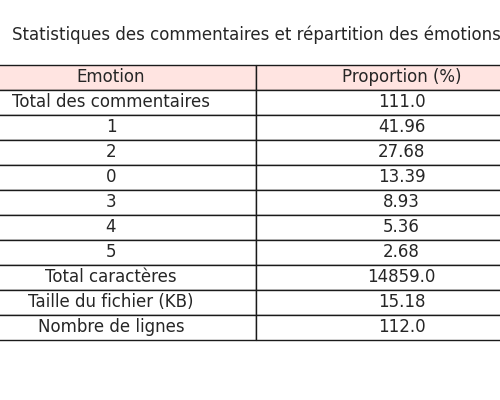 Statistiques des commentaires et répartition des émotions
Emotion Proportion (%)
Total des commentaires 111.0
1 41.96
2 27.68
0 13.39
3 8.93
4 5.36
5 2.68
Total caractères 14859.0
Taille du fichier (KB) 15.18
Nombre de lignes 112.0